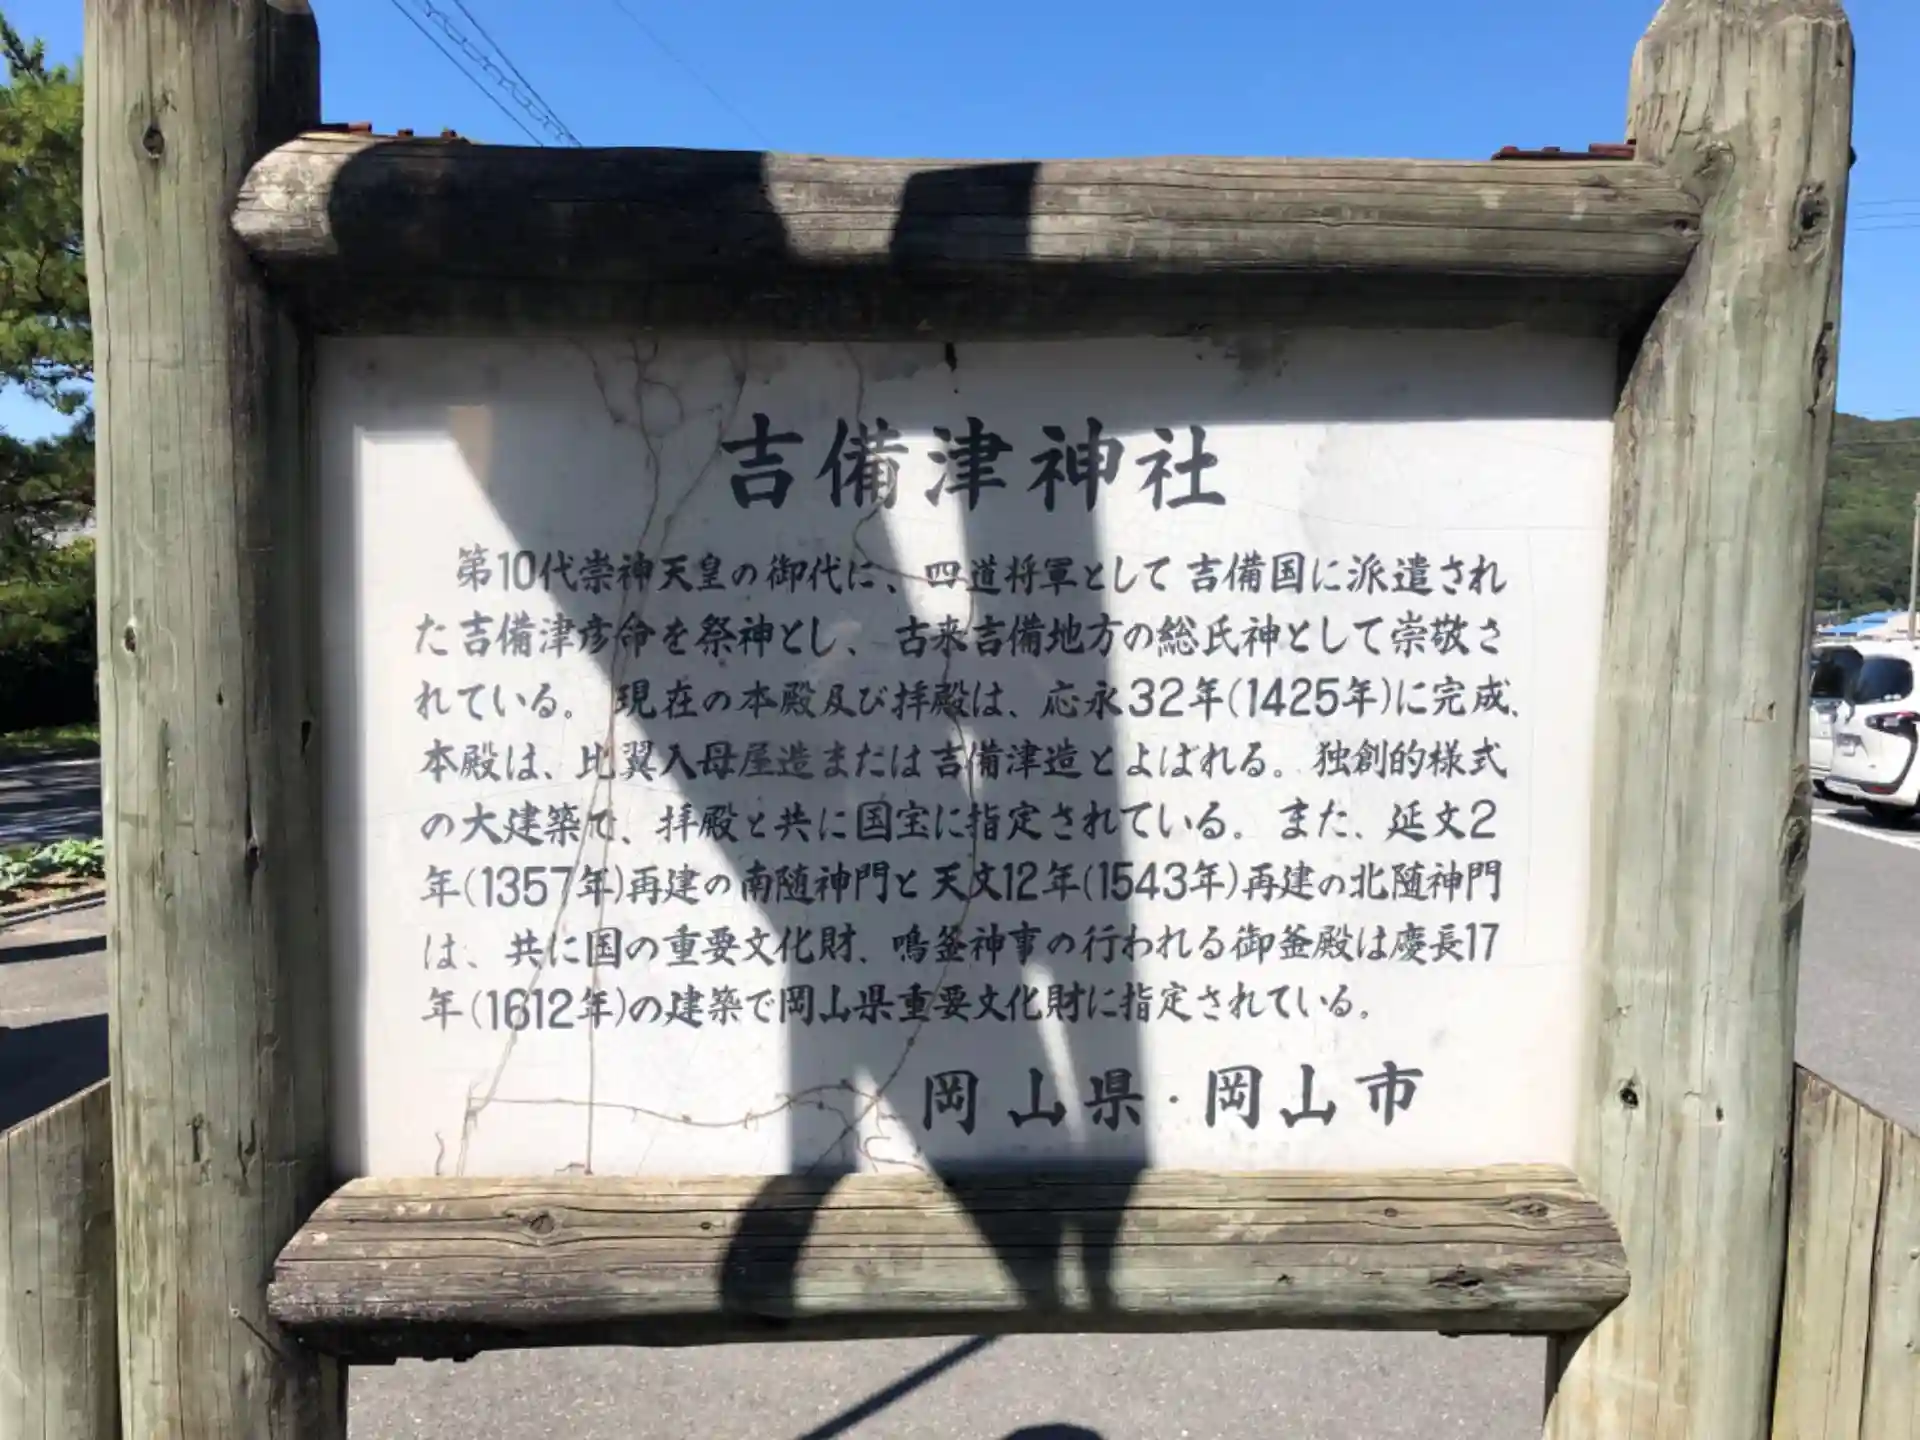 吉備津神社
第10代崇神天皇の御代に、四道将軍として吉備国に派遣され
た吉備津彦命を祭神とし、古来吉備地方の総氏神として崇敬さ
れている。現在の本殿及び拝殿は、応永32年(1425年)に完成、
本殿は、比翼入母屋造または吉備津造とよばれる。独創的様式
の大建築で、拝殿と共に国宝に指定されている。また、延文2
年(1357年)再建の南随神門と天文12年(1543年)再建の北随神門
は、共に国の重要文化財、鳴釜神事の行われる御釜殿は慶長17
年(1612年)の建築で岡山県重要文化財に指定されている。
岡山県・岡山市